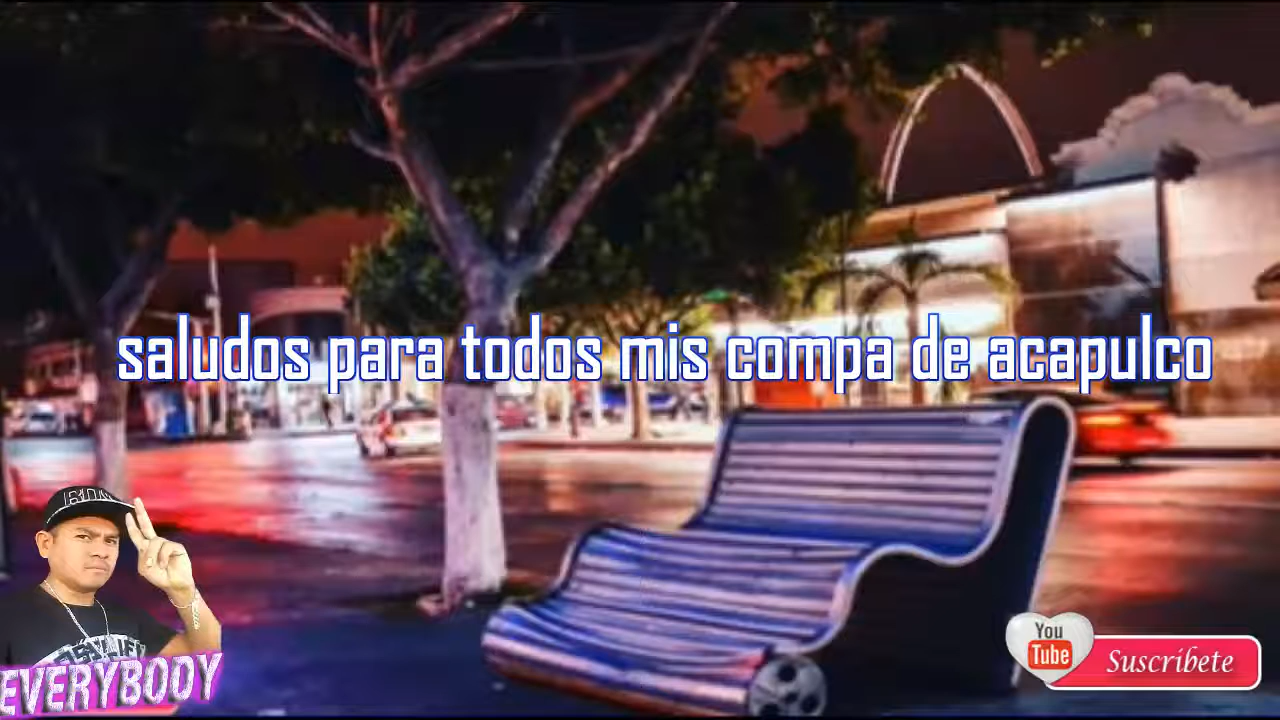 saludos para todos mis compa de acapulco
EVERYBODY
You
Tube
Suscríbete